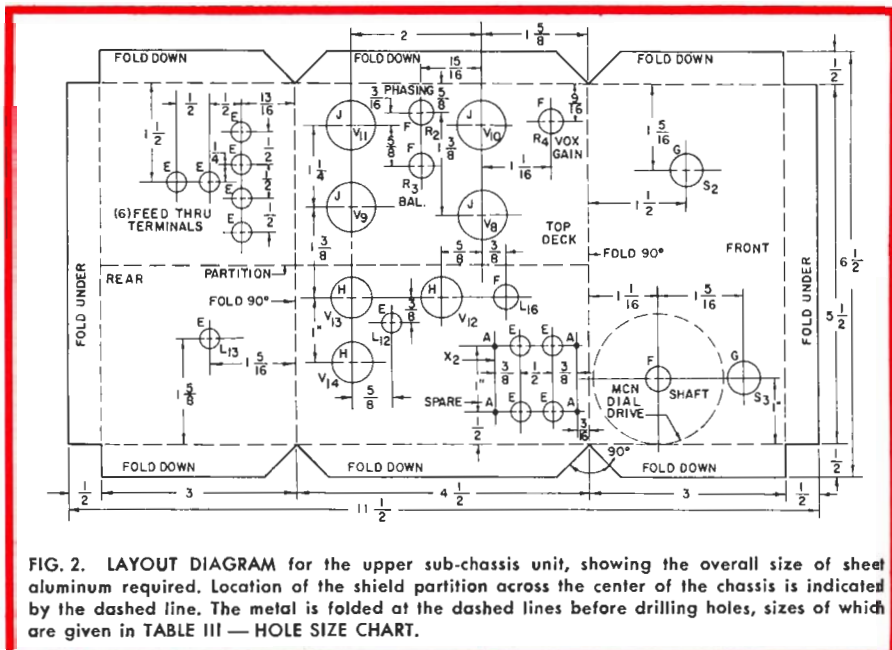 2
1 5/8
FOLD DOWN
FOLD DOWN
FOLD DOWN
15/16
1/2
1/2
1/2
13/16
3/16
PHASING
5/8
9/16
1 1/2
E
J
V11
F
R2
J
V10
F
R4
VOX
GAIN
1 5/16
G
S2
1/4
E
E
E
1/2
5/8
F
R3
BAL.
1 3/8
1 1/16
1 1/4
1/2
E
1 1/2
(6) FEED THRU
TERMINALS
E
1/2
J
V9
J
V8
TOP
DECK
FRONT
1 3/8
5/8
3/8
FOLD 90°
6 1/2
5 1/2
REAR
PARTITION
FOLD UNDER
FOLD UNDER
FOLD 90°
H
V13
E
L12
3/8
H
V12
F
L16
1 1/16
1 5/16
E
L13
1 5/16
1"
H
V14
A
E
E
A
X2
3/8
1/2
3/8
1"
F
G
MCN
DIAL
DRIVE
SHAFT
S3
1"
1 5/8
5/8
SPARE
A
E
E
A
1/2
3/16
90°
FOLD DOWN
FOLD DOWN
FOLD DOWN
1/2
1/2
3
4 1/2
3
1/2
11 1/2
FIG. 2. LAYOUT DIAGRAM for the upper sub-chassis unit, showing the overall size of sheet
aluminum required. Location of the shield partition across the center of the chassis is indicated
by the dashed line. The metal is folded at the dashed lines before drilling holes, sizes of which
are given in TABLE III — HOLE SIZE CHART.